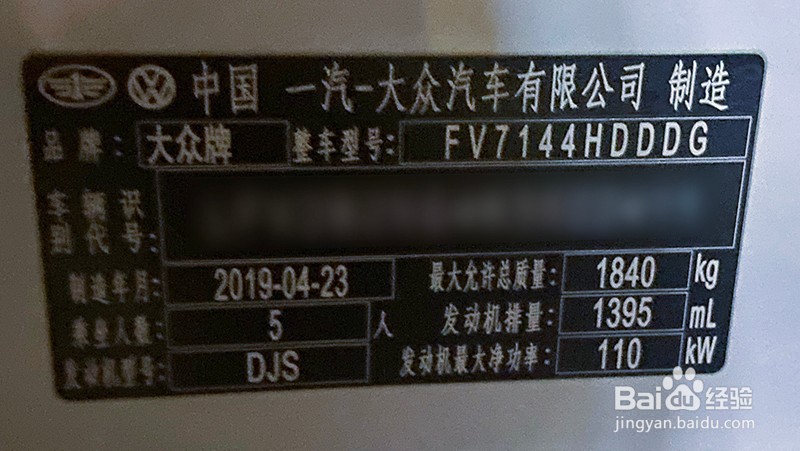 中国 一汽-大众汽车有限公司 制造
品牌: 大众牌 整车型号: FV7144HDDDG
车辆识
别代号:
制造年月: 2019-04-23 最大允许总质量: 1840 kg
乘坐人数: 5 人 发动机排量: 1395 mL
发动机型号: DJS 发动机最大净功率: 110 kW
Baidu经验
jingyan.baidu.com